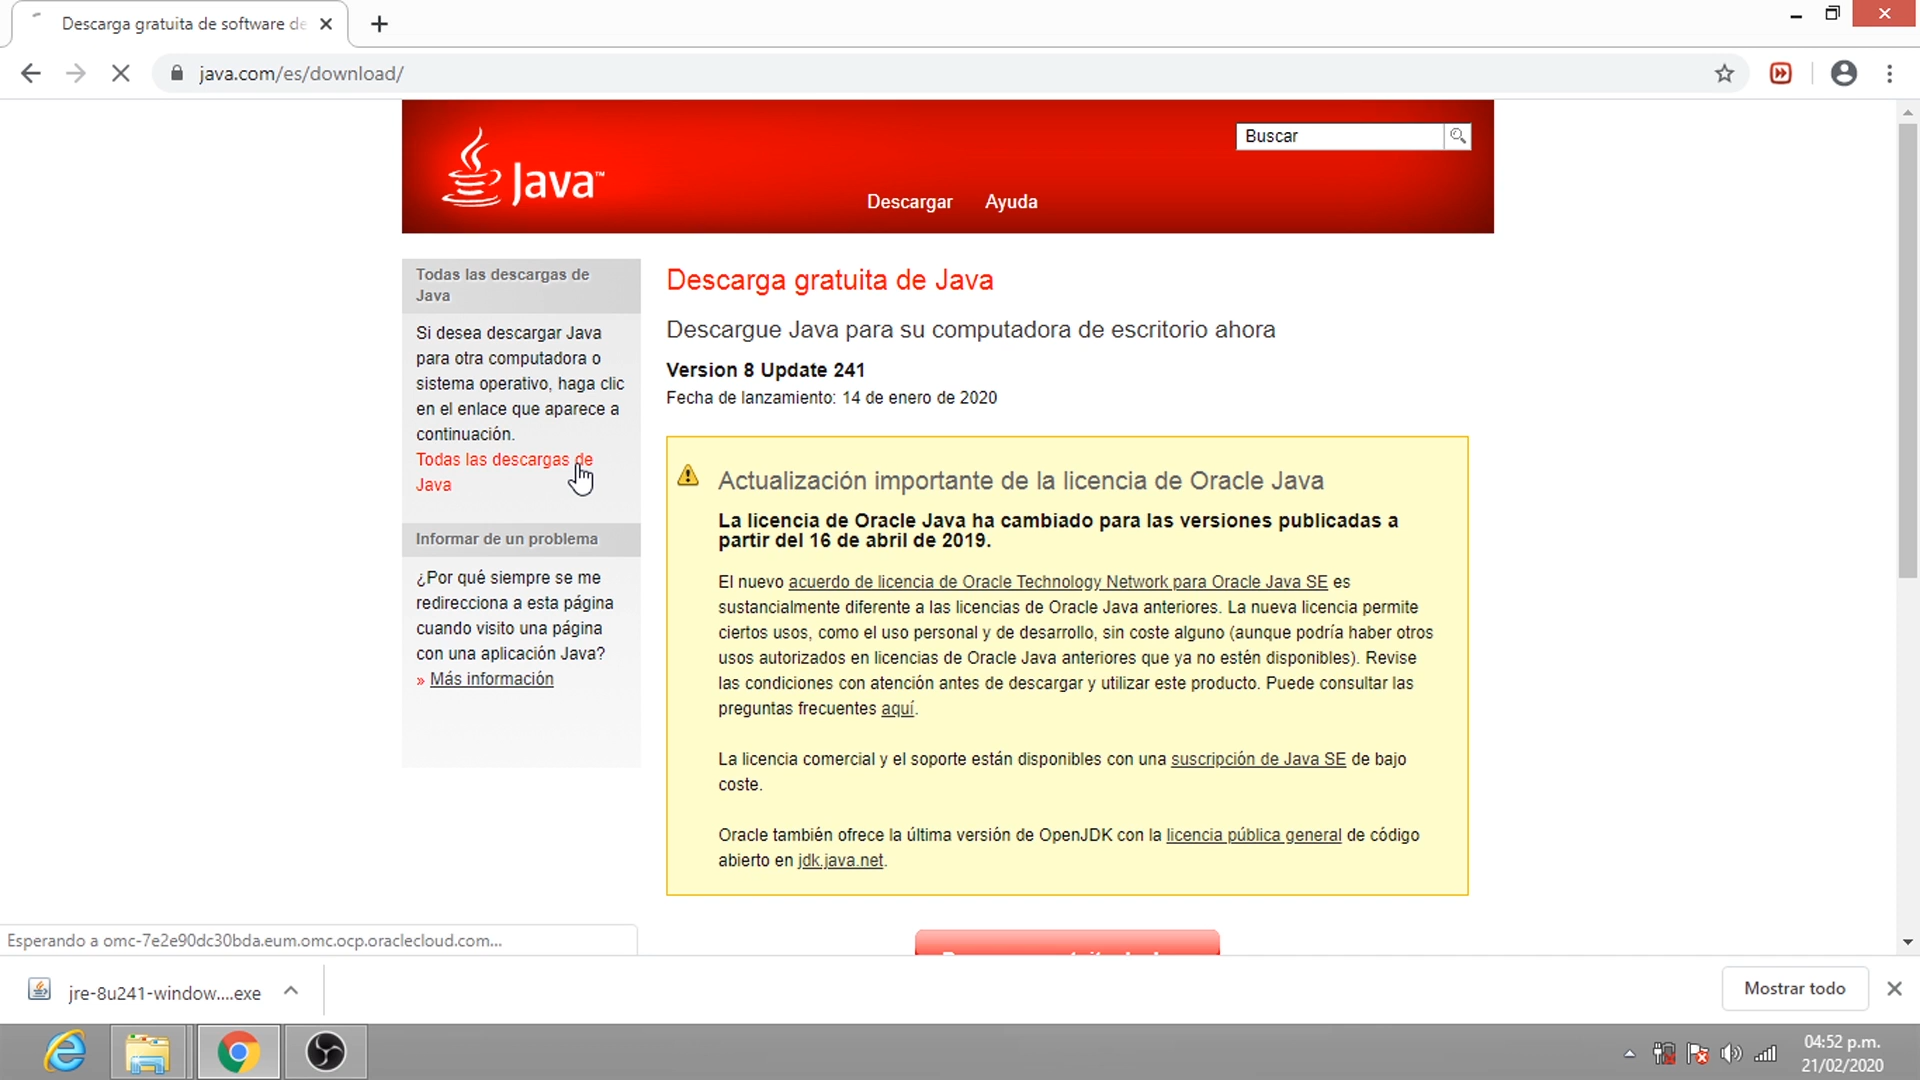 Descarga gratuita de software de
java.com/es/download/
Java™
Buscar
Descargar Ayuda
Todas las descargas de
Java
Si desea descargar Java
para otra computadora o
sistema operativo, haga clic
en el enlace que aparece a
continuación.
Todas las descargas de
Java
Informar de un problema
¿Por qué siempre se me
redirecciona a esta página
cuando visito una página
con una aplicación Java?
» Más información
Descarga gratuita de Java
Descargue Java para su computadora de escritorio ahora
Version 8 Update 241
Fecha de lanzamiento: 14 de enero de 2020
Actualización importante de la licencia de Oracle Java
La licencia de Oracle Java ha cambiado para las versiones publicadas a
partir del 16 de abril de 2019.
El nuevo acuerdo de licencia de Oracle Technology Network para Oracle Java SE es
sustancialmente diferente a las licencias de Oracle Java anteriores. La nueva licencia permite
ciertos usos, como el uso personal y de desarrollo, sin coste alguno (aunque podría haber otros
usos autorizados en licencias de Oracle Java anteriores que ya no estén disponibles). Revise
las condiciones con atención antes de descargar y utilizar este producto. Puede consultar las
preguntas frecuentes aquí.
La licencia comercial y el soporte están disponibles con una suscripción de Java SE de bajo
coste.
Oracle también ofrece la última versión de OpenJDK con la licencia pública general de código
abierto en jdk.java.net.
Esperando a omc-7e2e90dc30bda.eum.omc.ocp.oraclecloud.com...
jre-8u241-window....exe
Mostrar todo
04:52 p.m.
21/02/2020